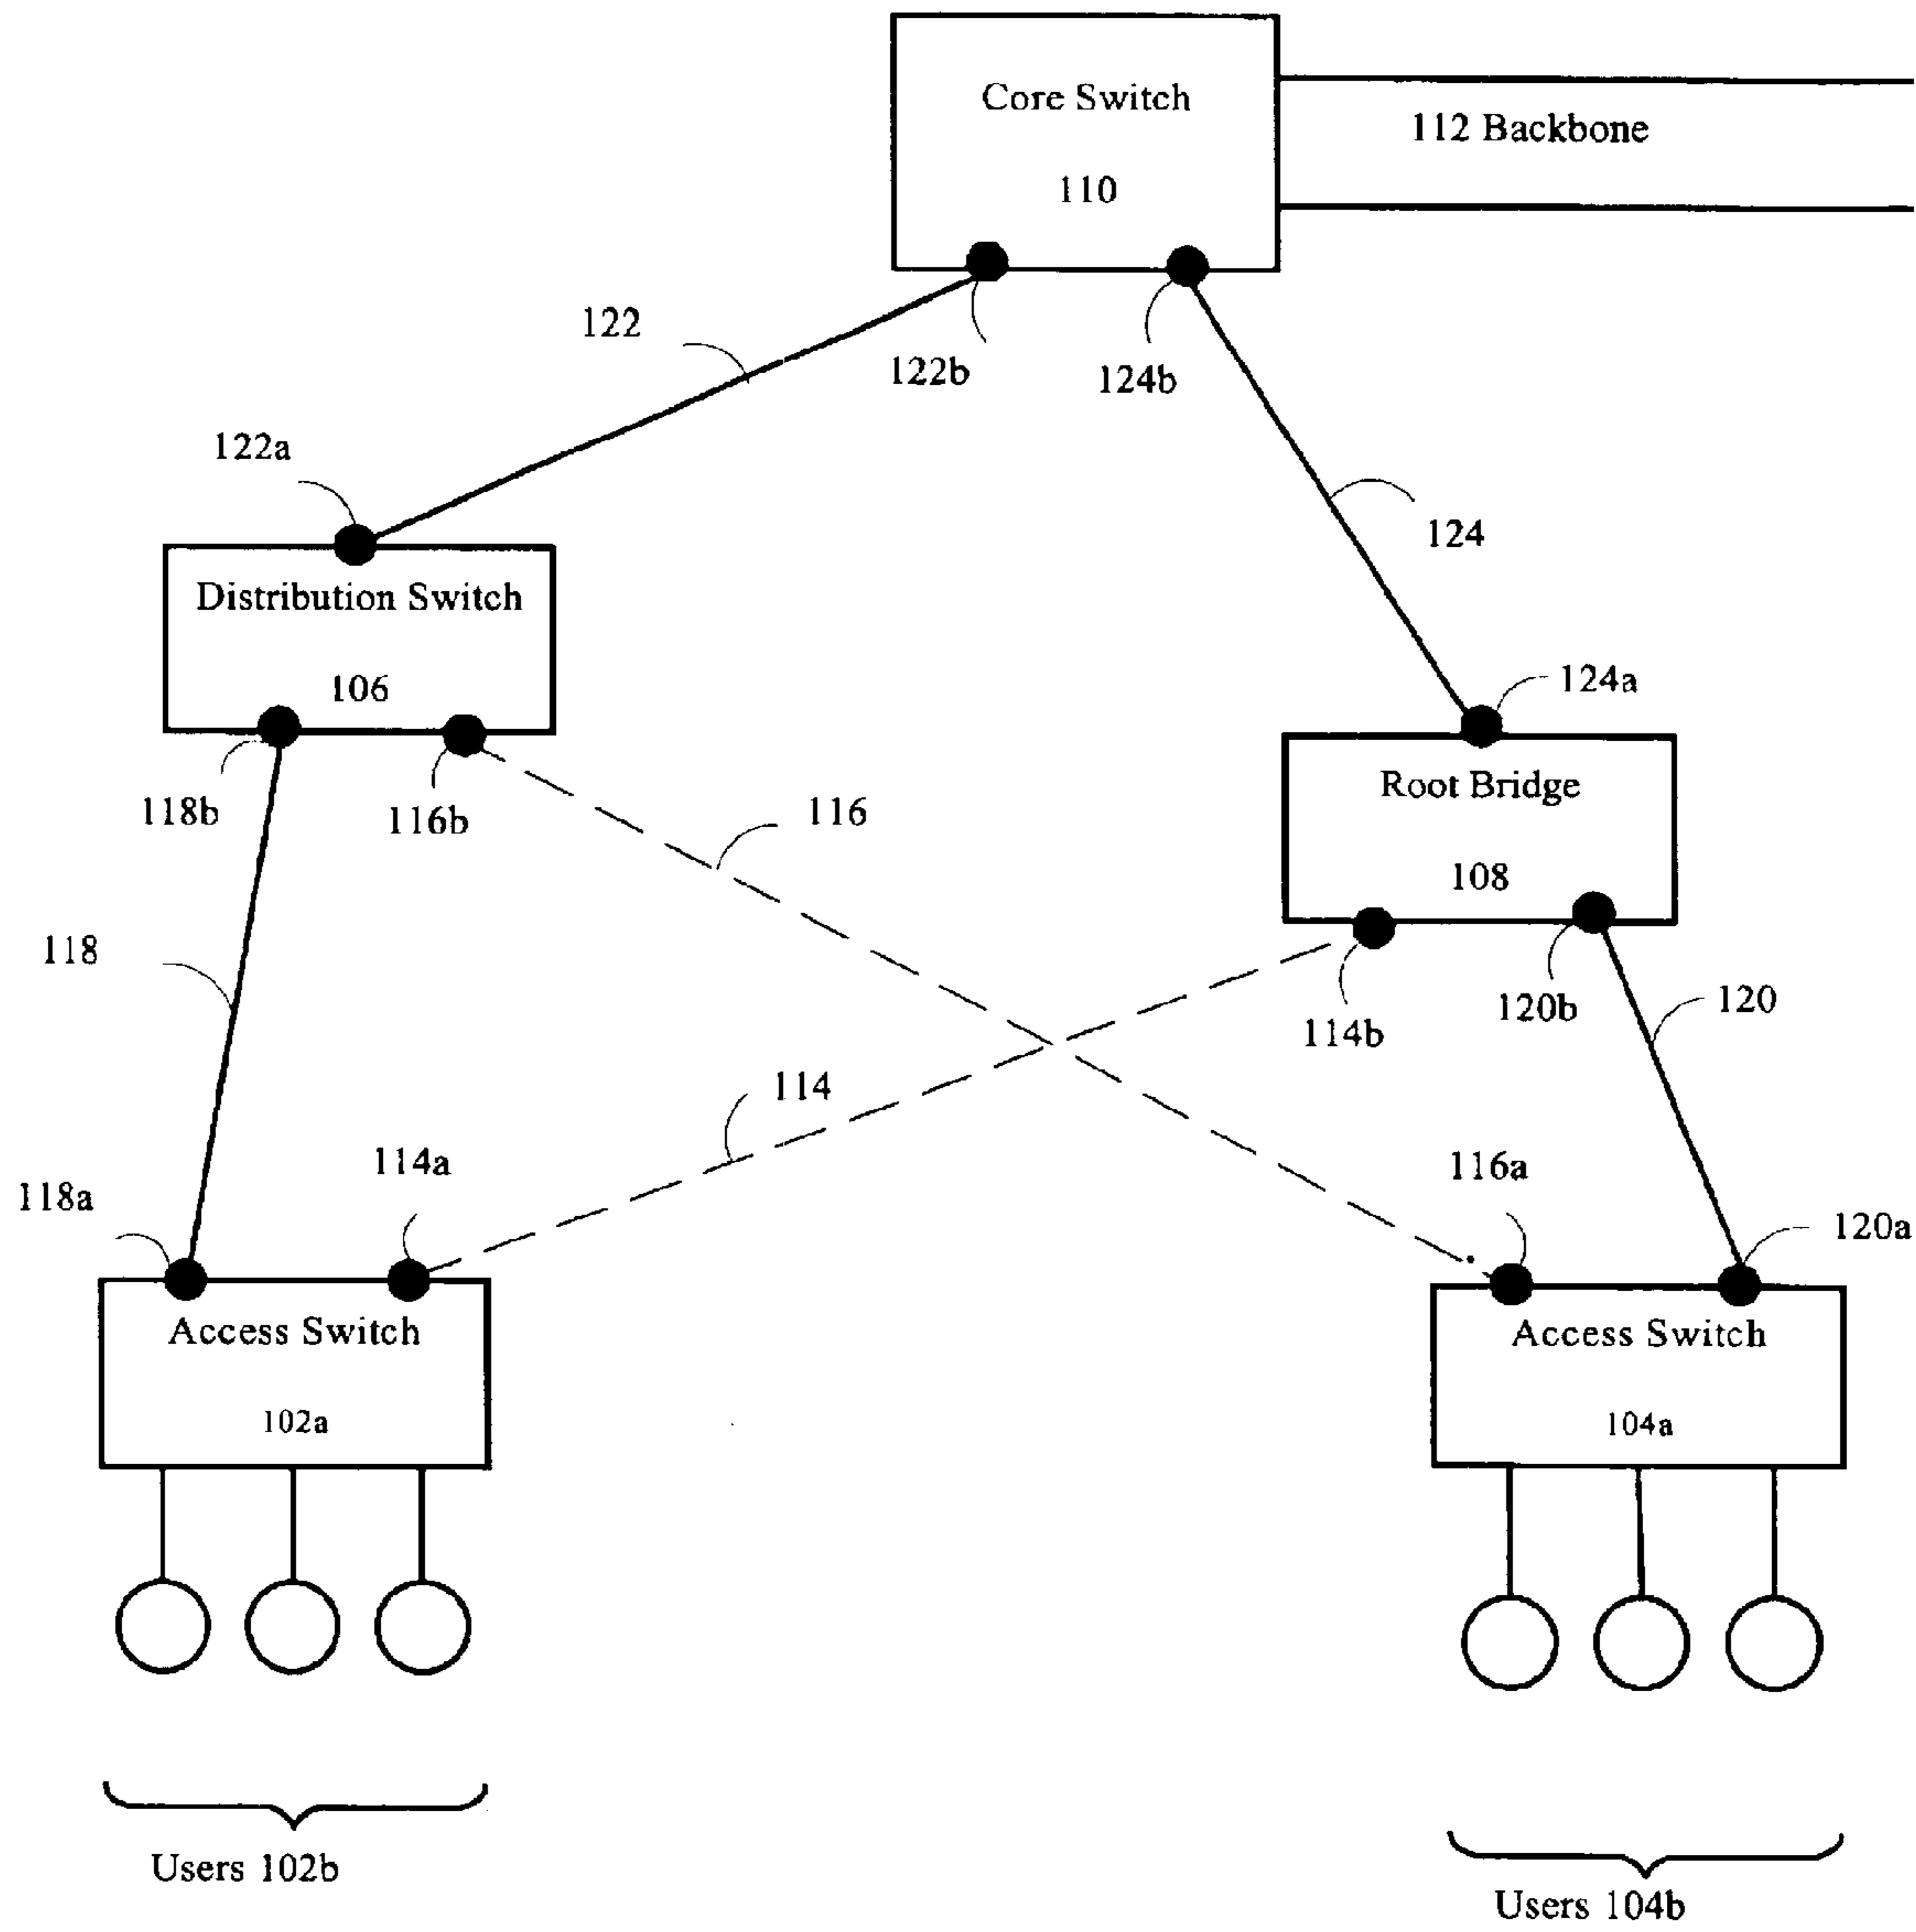 Core Switch
110
112 Backbone
122
122b
124b
122a
124
Distribution Switch
106
124a
Root Bridge
108
118b
116b
116
118
114b
120b
120
114
114a
116a
118a
120a
Access Switch
102a
Access Switch
104a
Users 102b
Users 104b